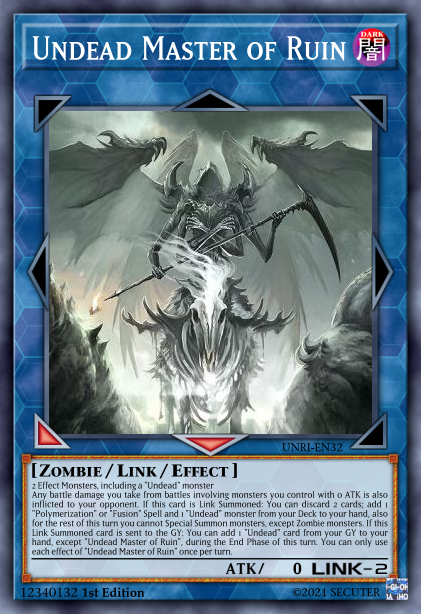 UNDEAD MASTER OF RUIN
DARK
闇
UNRI-EN32
[ZOMBIE / LINK / EFFECT]
2 Effect Monsters, including a "Undead" monster
Any battle damage you take from battles involving monsters you control with 0 ATK is also
inflicted to your opponent. If this card is Link Summoned: You can discard 2 cards; add 1
"Polymerization" or "Fusion" Spell and 1 "Undead" monster from your Deck to your hand, also
for the rest of this turn you cannot Special Summon monsters, except Zombie monsters. If this
Link Summoned card is sent to the GY: You can add 1 "Undead" card from your GY to your
hand, except "Undead Master of Ruin", during the End Phase of this turn. You can only use
each effect of "Undead Master of Ruin" once per turn.
ATK/ 0 LINK-2
12340132 1st Edition ©2021 SECUTER